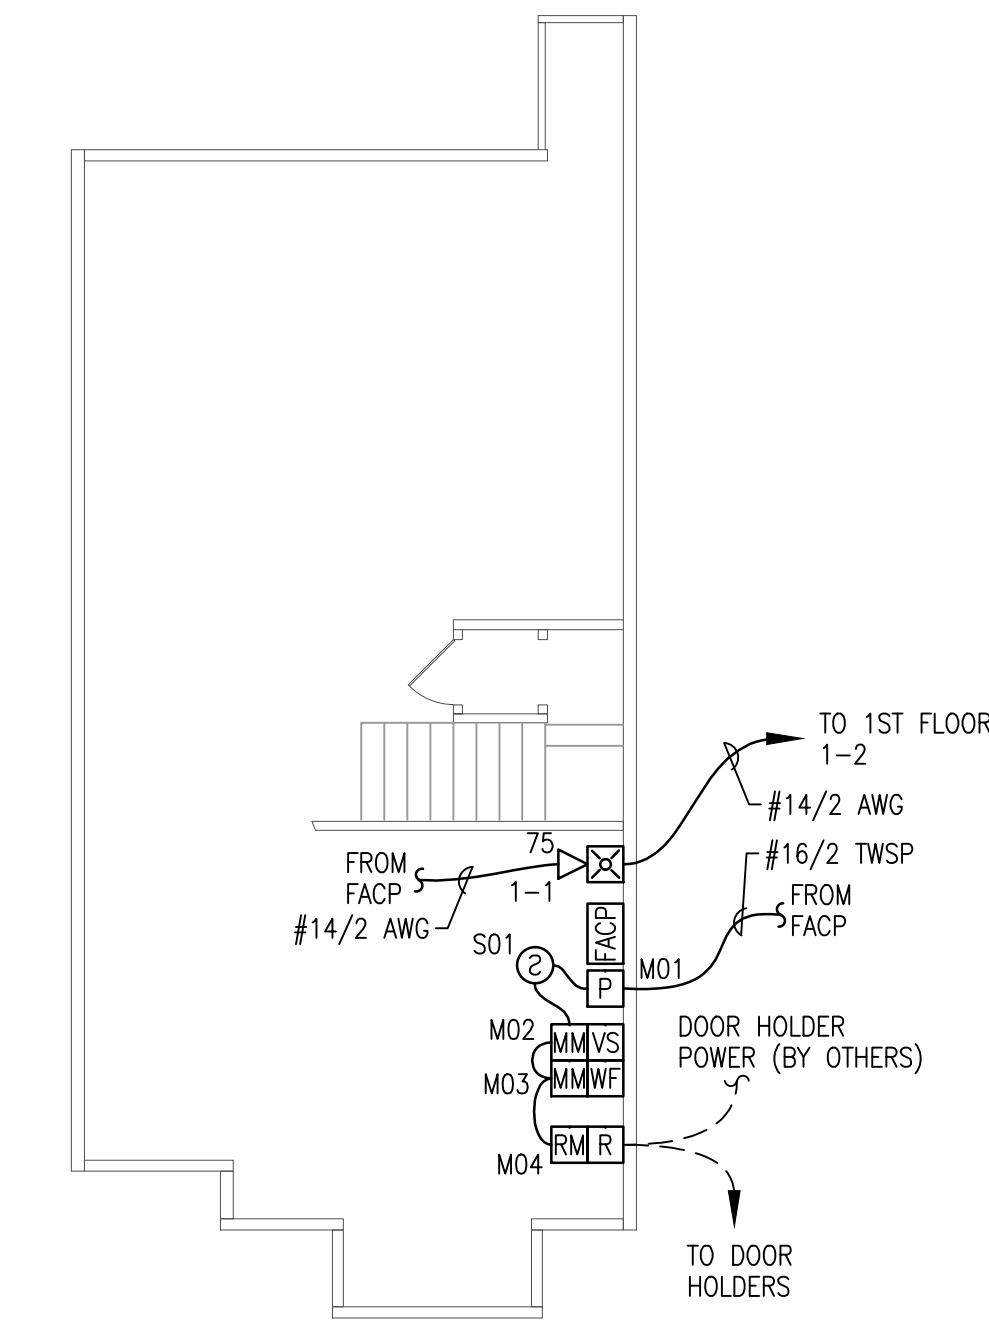 TO 1ST FLOOR
1-2
#14/2 AWG
#16/2 TWSP
75
FROM
FACP
1-1
#14/2 AWG
FROM
FACP
FACP
S01
S
P
M01
M02
MM VS
M03
MM WF
DOOR HOLDER
POWER (BY OTHERS)
RM R
M04
TO DOOR
HOLDERS